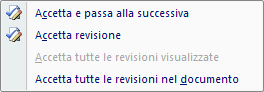 Accetta e passa alla successiva
Accetta revisione
Accetta tutte le revisioni visualizzate
Accetta tutte le revisioni nel documento